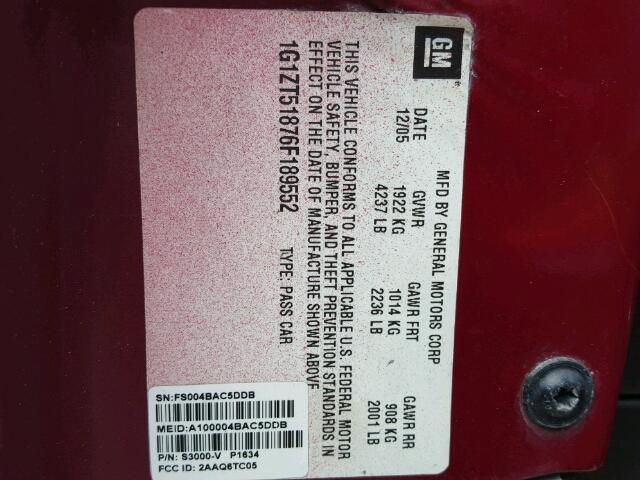 GM
MFD BY GENERAL MOTORS CORP
DATE GVWR GAWR FRT GAWR RR
12/05 1922 KG 1014 KG 908 KG
4237 LB 2236 LB 2001 LB
THIS VEHICLE CONFORMS TO ALL APPLICABLE U.S. FEDERAL MOTOR
VEHICLE SAFETY, BUMPER, AND THEFT PREVENTION STANDARDS IN
EFFECT ON THE DATE OF MANUFACTURE SHOWN ABOVE
1G1ZT51876F189552 TYPE: PASS CAR
SN:FS004BAC5DDB
MEID:A100004BAC5DDB
P/N: S3000-V P1634
FCC ID: 2AAQ6TC05